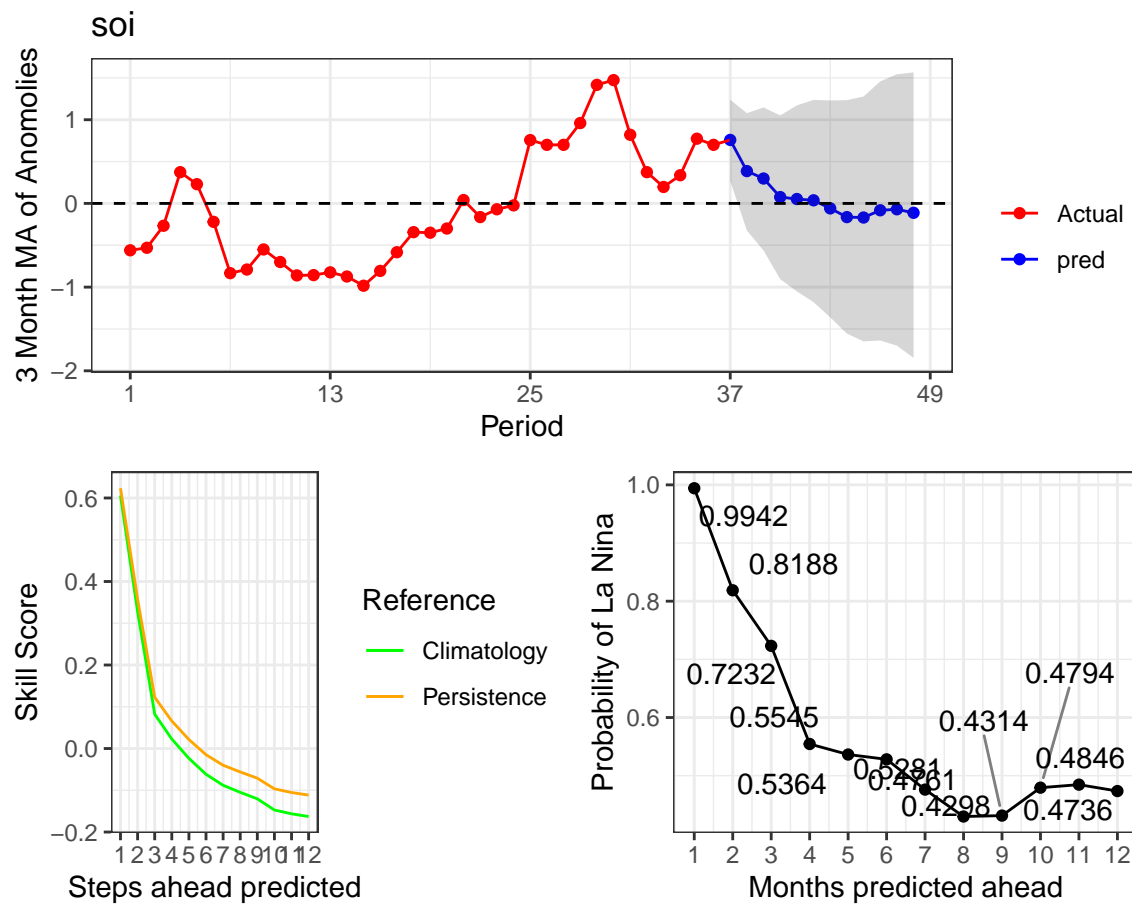 soi
3 Month MA of Anomolies
1
0
−1
−2
1
13
25
37
49
Period
Actual
pred
Skill Score
0.6
0.4
0.2
0.0
−0.2
1 2 3 4 5 6 7 8 9 10 11 12
Steps ahead predicted
Reference
Climatology
Persistence
Probability of La Nina
1.0
0.8
0.6
0.9942
0.8188
0.7232
0.5545
0.5364
0.5281
0.4761
0.4298
0.4314
0.4794
0.4846
0.4736
1 2 3 4 5 6 7 8 9 10 11 12
Months predicted ahead